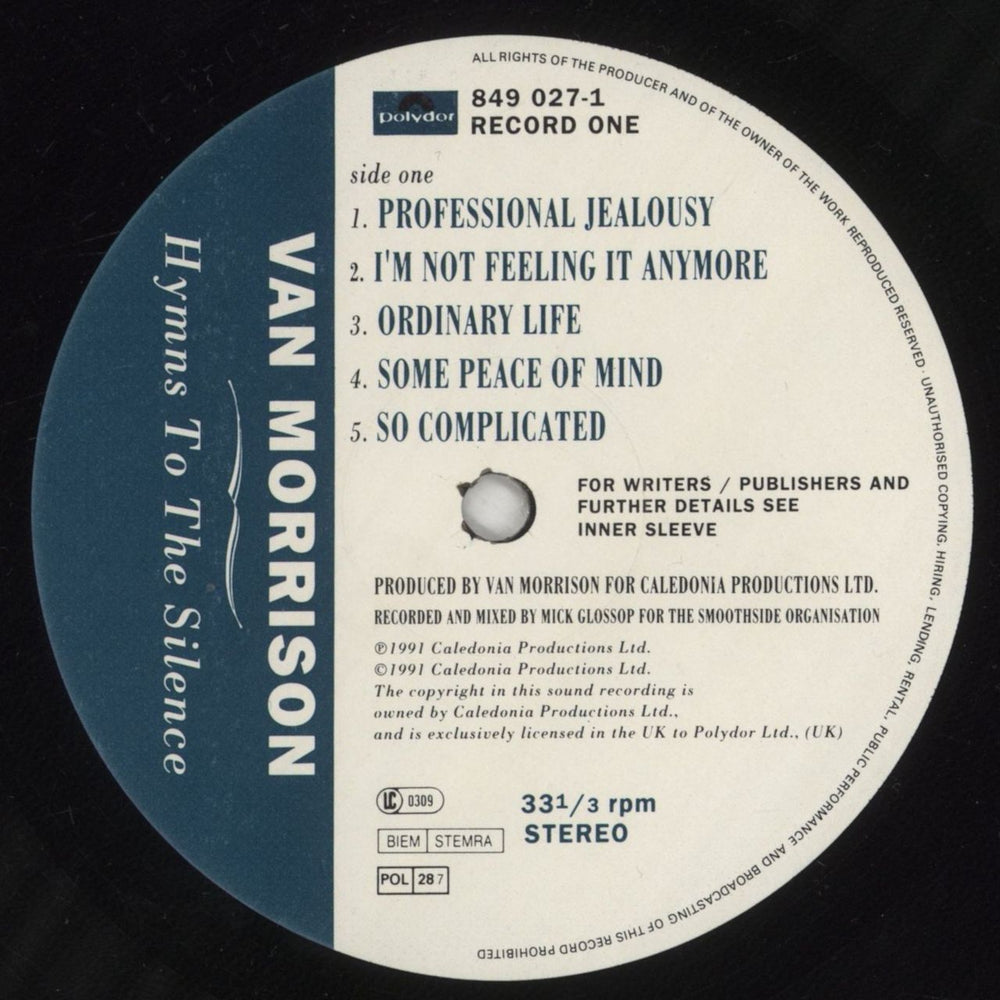 ALL RIGHTS OF THE PRODUCER AND OF THE OWNER OF THE WORK REPRODUCED RESERVED · UNAUTHORISED COPYING, HIRING, LENDING, RENTAL, PUBLIC PERFORMANCE AND BROADCASTING OF THIS RECORD PROHIBITED
polydor
849 027-1
RECORD ONE
VAN MORRISON
Hymns To The Silence
side one
1. PROFESSIONAL JEALOUSY
2. I'M NOT FEELING IT ANYMORE
3. ORDINARY LIFE
4. SOME PEACE OF MIND
5. SO COMPLICATED
FOR WRITERS / PUBLISHERS AND
FURTHER DETAILS SEE
INNER SLEEVE
PRODUCED BY VAN MORRISON FOR CALEDONIA PRODUCTIONS LTD.
RECORDED AND MIXED BY MICK GLOSSOP FOR THE SMOOTHSIDE ORGANISATION
℗1991 Caledonia Productions Ltd.
©1991 Caledonia Productions Ltd.
The copyright in this sound recording is
owned by Caledonia Productions Ltd.,
and is exclusively licensed in the UK to Polydor Ltd., (UK)
LC 0309
BIEM STEMRA
POL 287
33 1/3 rpm
STEREO